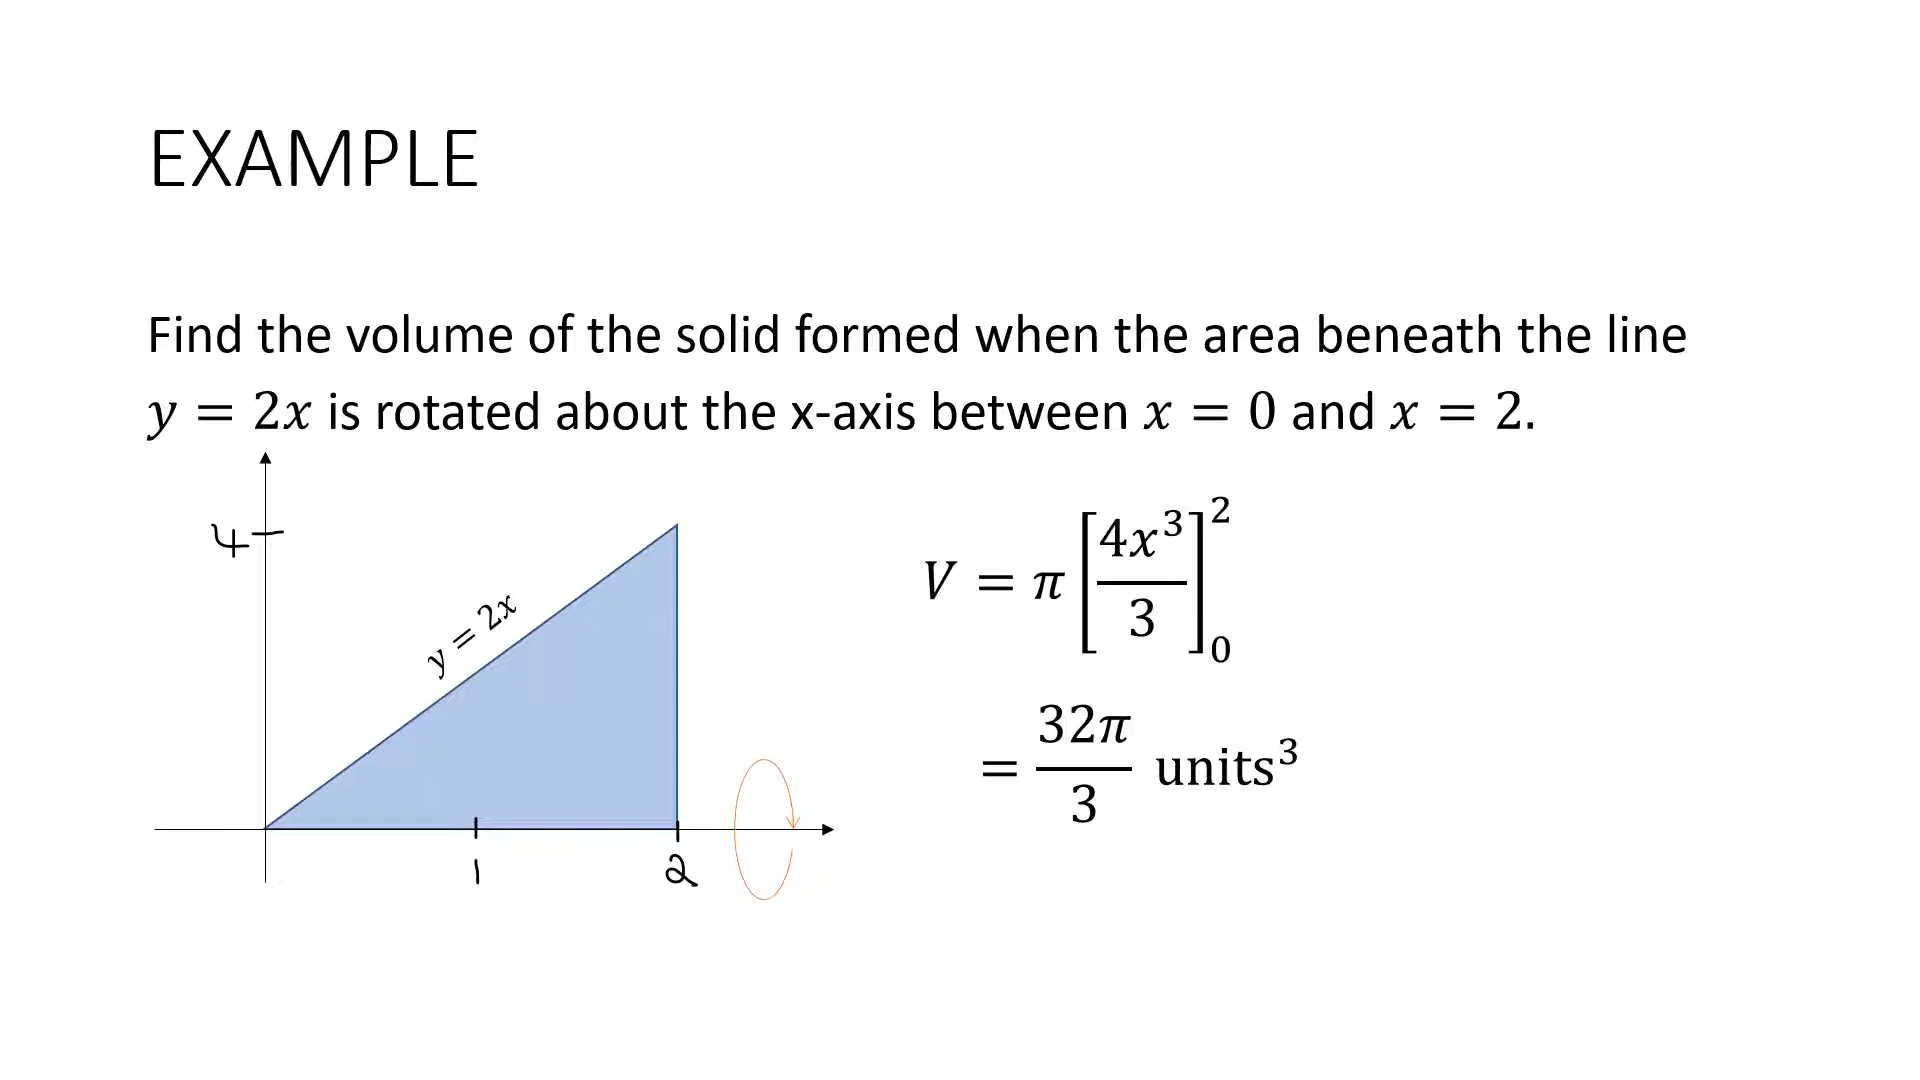 EXAMPLE
Find the volume of the solid formed when the area beneath the line
y = 2x is rotated about the x-axis between x = 0 and x = 2.
4
y = 2x
1
2
V = π [4x³/3]₀²
= 32π/3 units³